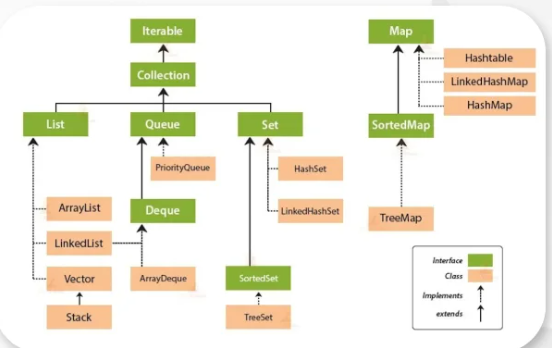 Iterable
Collection
List
Queue
Set
PriorityQueue
HashSet
ArrayList
Deque
LinkedHashSet
LinkedList
Vector
ArrayDeque
SortedSet
Stack
TreeSet
Map
Hashtable
LinkedHashMap
HashMap
SortedMap
TreeMap
Interface
Class
Implements
extends